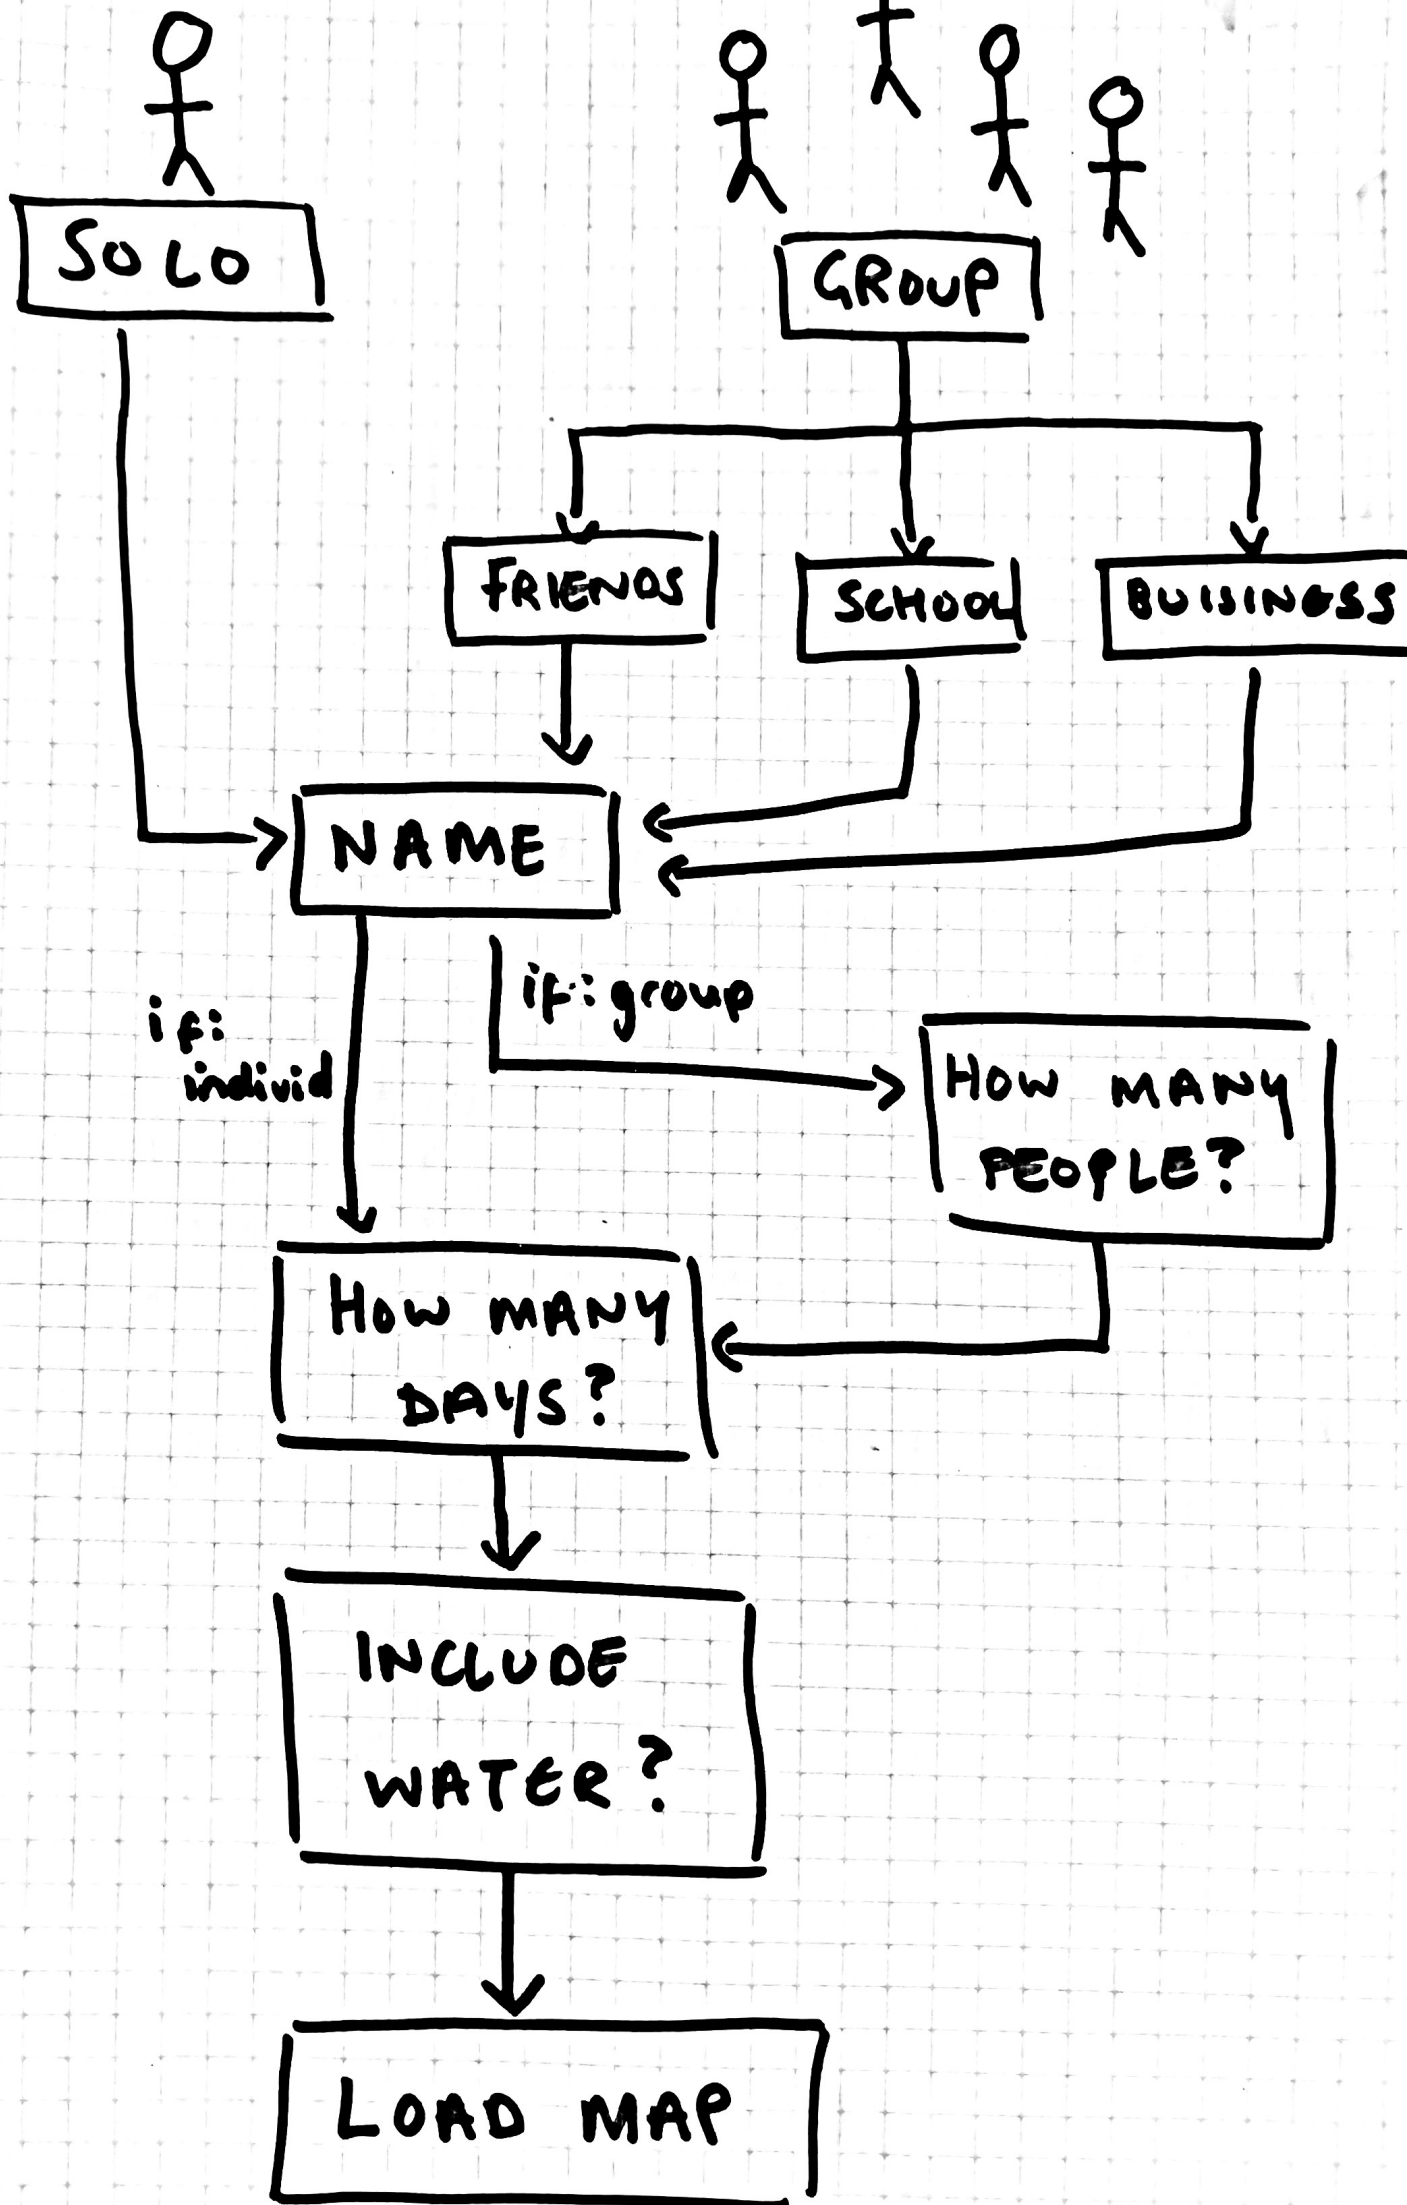 SOLO
GROUP
FRIENDS
SCHOOL
BUISINESS
NAME
if: group
if:
individ
HOW MANY
PEOPLE?
HOW MANY
DAYS?
INCLUDE
WATER?
LOAD MAP